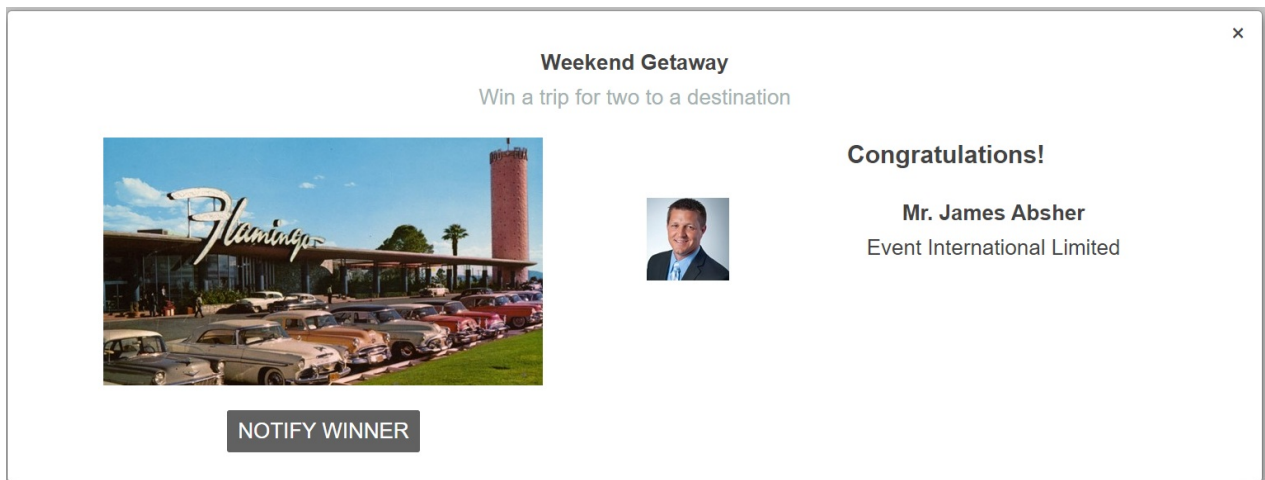 ×
Weekend Getaway
Win a trip for two to a destination
Flamingo
Congratulations!
Mr. James Absher
Event International Limited
NOTIFY WINNER